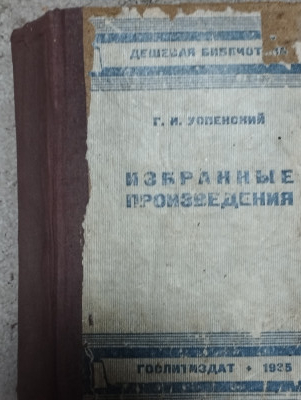 ДЕШЕВАЯ БИБЛИОТЕКА
Г. И. УСПЕНСКИЙ
ИЗБРАННЫЕ
ПРОИЗВЕДЕНИЯ
ГОСЛИТИЗДАТ • 1935